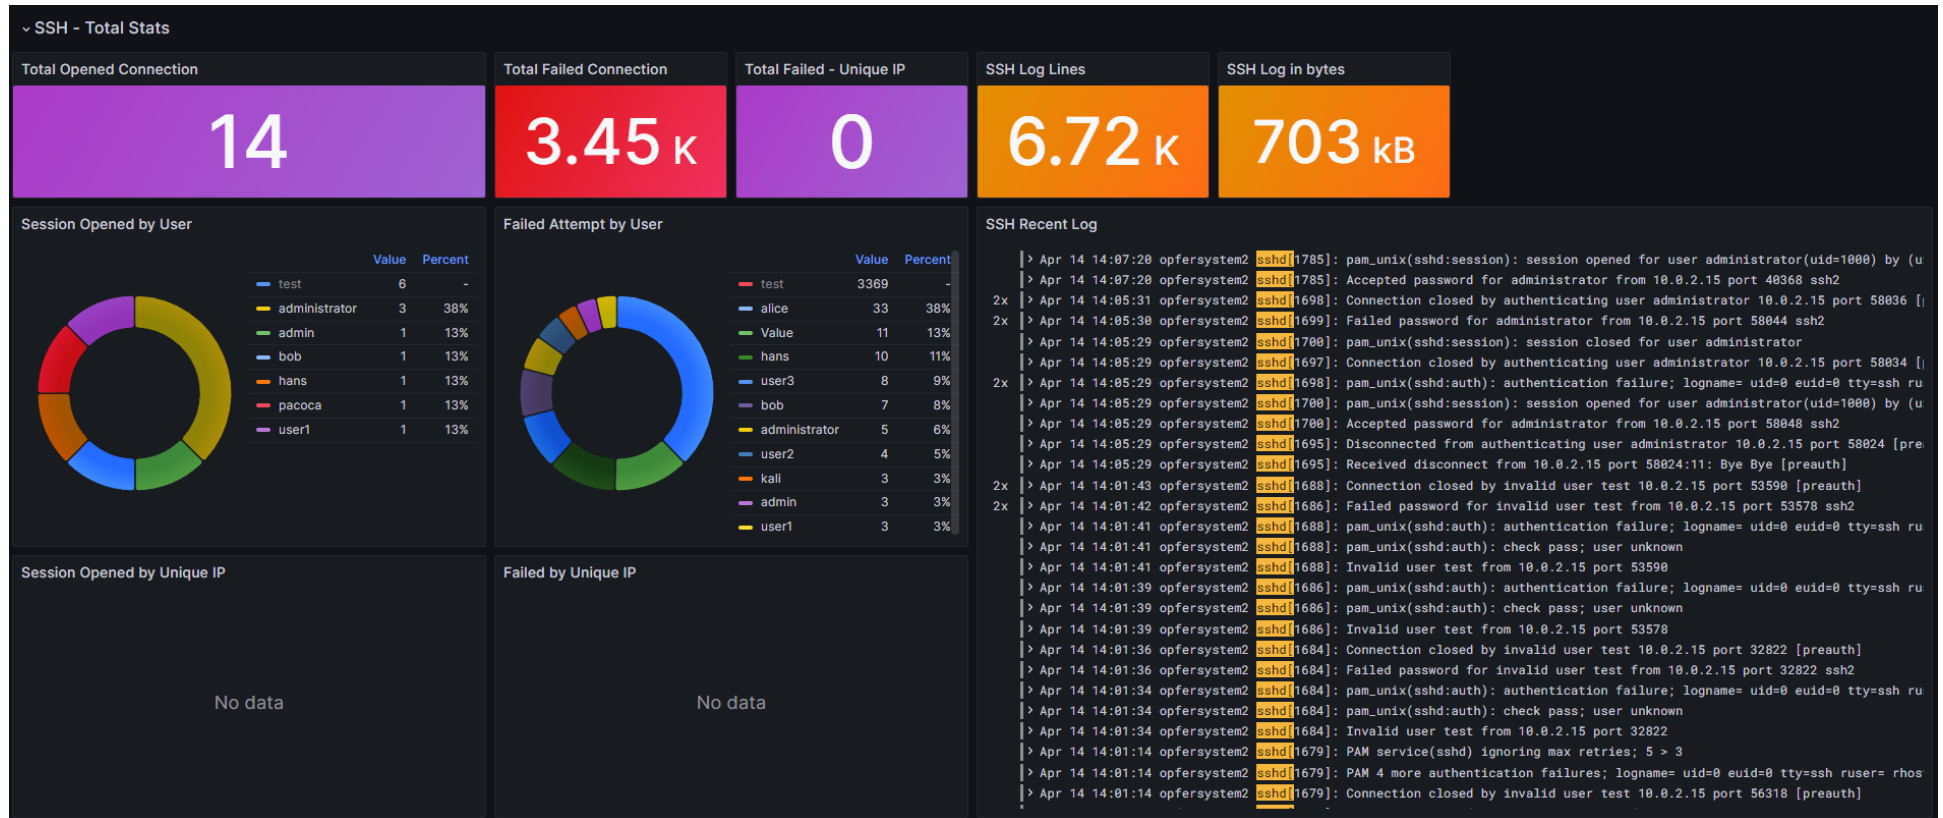 SSH - Total Stats
Total Opened Connection
14
Total Failed Connection
3.45 K
Total Failed - Unique IP
0
SSH Log Lines
6.72 K
SSH Log in bytes
703 kB
Session Opened by User
Value Percent
test 6 -
administrator 3 38%
admin 1 13%
bob 1 13%
hans 1 13%
pacoca 1 13%
user1 1 13%
Failed Attempt by User
Value Percent
test 3369 -
alice 33 38%
Value 11 13%
hans 10 11%
user3 8 9%
bob 7 8%
administrator 5 6%
user2 4 5%
kali 3 3%
admin 3 3%
user1 3 3%
SSH Recent Log
> Apr 14 14:07:20 opfersystem2 sshd[1785]: pam_unix(sshd:session): session opened for user administrator(uid=1000) by (u
> Apr 14 14:07:20 opfersystem2 sshd[1785]: Accepted password for administrator from 10.0.2.15 port 40368 ssh2
2x > Apr 14 14:05:31 opfersystem2 sshd[1698]: Connection closed by authenticating user administrator 10.0.2.15 port 58036 [
2x > Apr 14 14:05:30 opfersystem2 sshd[1699]: Failed password for administrator from 10.0.2.15 port 58044 ssh2
> Apr 14 14:05:29 opfersystem2 sshd[1700]: pam_unix(sshd:session): session closed for user administrator
> Apr 14 14:05:29 opfersystem2 sshd[1697]: Connection closed by authenticating user administrator 10.0.2.15 port 58034 [
2x > Apr 14 14:05:29 opfersystem2 sshd[1698]: pam_unix(sshd:auth): authentication failure; logname= uid=0 euid=0 tty=ssh ru
> Apr 14 14:05:29 opfersystem2 sshd[1700]: pam_unix(sshd:session): session opened for user administrator(uid=1000) by (u
> Apr 14 14:05:29 opfersystem2 sshd[1700]: Accepted password for administrator from 10.0.2.15 port 58048 ssh2
> Apr 14 14:05:29 opfersystem2 sshd[1695]: Disconnected from authenticating user administrator 10.0.2.15 port 58024 [prea
> Apr 14 14:05:29 opfersystem2 sshd[1695]: Received disconnect from 10.0.2.15 port 58024:11: Bye Bye [preauth]
2x > Apr 14 14:01:43 opfersystem2 sshd[1688]: Connection closed by invalid user test 10.0.2.15 port 53590 [preauth]
2x > Apr 14 14:01:42 opfersystem2 sshd[1686]: Failed password for invalid user test from 10.0.2.15 port 53578 ssh2
> Apr 14 14:01:41 opfersystem2 sshd[1688]: pam_unix(sshd:auth): authentication failure; logname= uid=0 euid=0 tty=ssh ru
> Apr 14 14:01:41 opfersystem2 sshd[1688]: pam_unix(sshd:auth): check pass; user unknown
> Apr 14 14:01:41 opfersystem2 sshd[1688]: Invalid user test from 10.0.2.15 port 53590
> Apr 14 14:01:39 opfersystem2 sshd[1686]: pam_unix(sshd:auth): authentication failure; logname= uid=0 euid=0 tty=ssh ru
> Apr 14 14:01:39 opfersystem2 sshd[1686]: pam_unix(sshd:auth): check pass; user unknown
> Apr 14 14:01:39 opfersystem2 sshd[1686]: Invalid user test from 10.0.2.15 port 53578
> Apr 14 14:01:36 opfersystem2 sshd[1684]: Connection closed by invalid user test 10.0.2.15 port 32822 [preauth]
> Apr 14 14:01:36 opfersystem2 sshd[1684]: Failed password for invalid user test from 10.0.2.15 port 32822 ssh2
> Apr 14 14:01:34 opfersystem2 sshd[1684]: pam_unix(sshd:auth): authentication failure; logname= uid=0 euid=0 tty=ssh ru
> Apr 14 14:01:34 opfersystem2 sshd[1684]: pam_unix(sshd:auth): check pass; user unknown
> Apr 14 14:01:34 opfersystem2 sshd[1684]: Invalid user test from 10.0.2.15 port 32822
> Apr 14 14:01:14 opfersystem2 sshd[1679]: PAM service(sshd) ignoring max retries; 5 > 3
> Apr 14 14:01:14 opfersystem2 sshd[1679]: PAM 4 more authentication failures; logname= uid=0 euid=0 tty=ssh ruser= rhos
> Apr 14 14:01:14 opfersystem2 sshd[1679]: Connection closed by invalid user test 10.0.2.15 port 56318 [preauth]
Session Opened by Unique IP
No data
Failed by Unique IP
No data